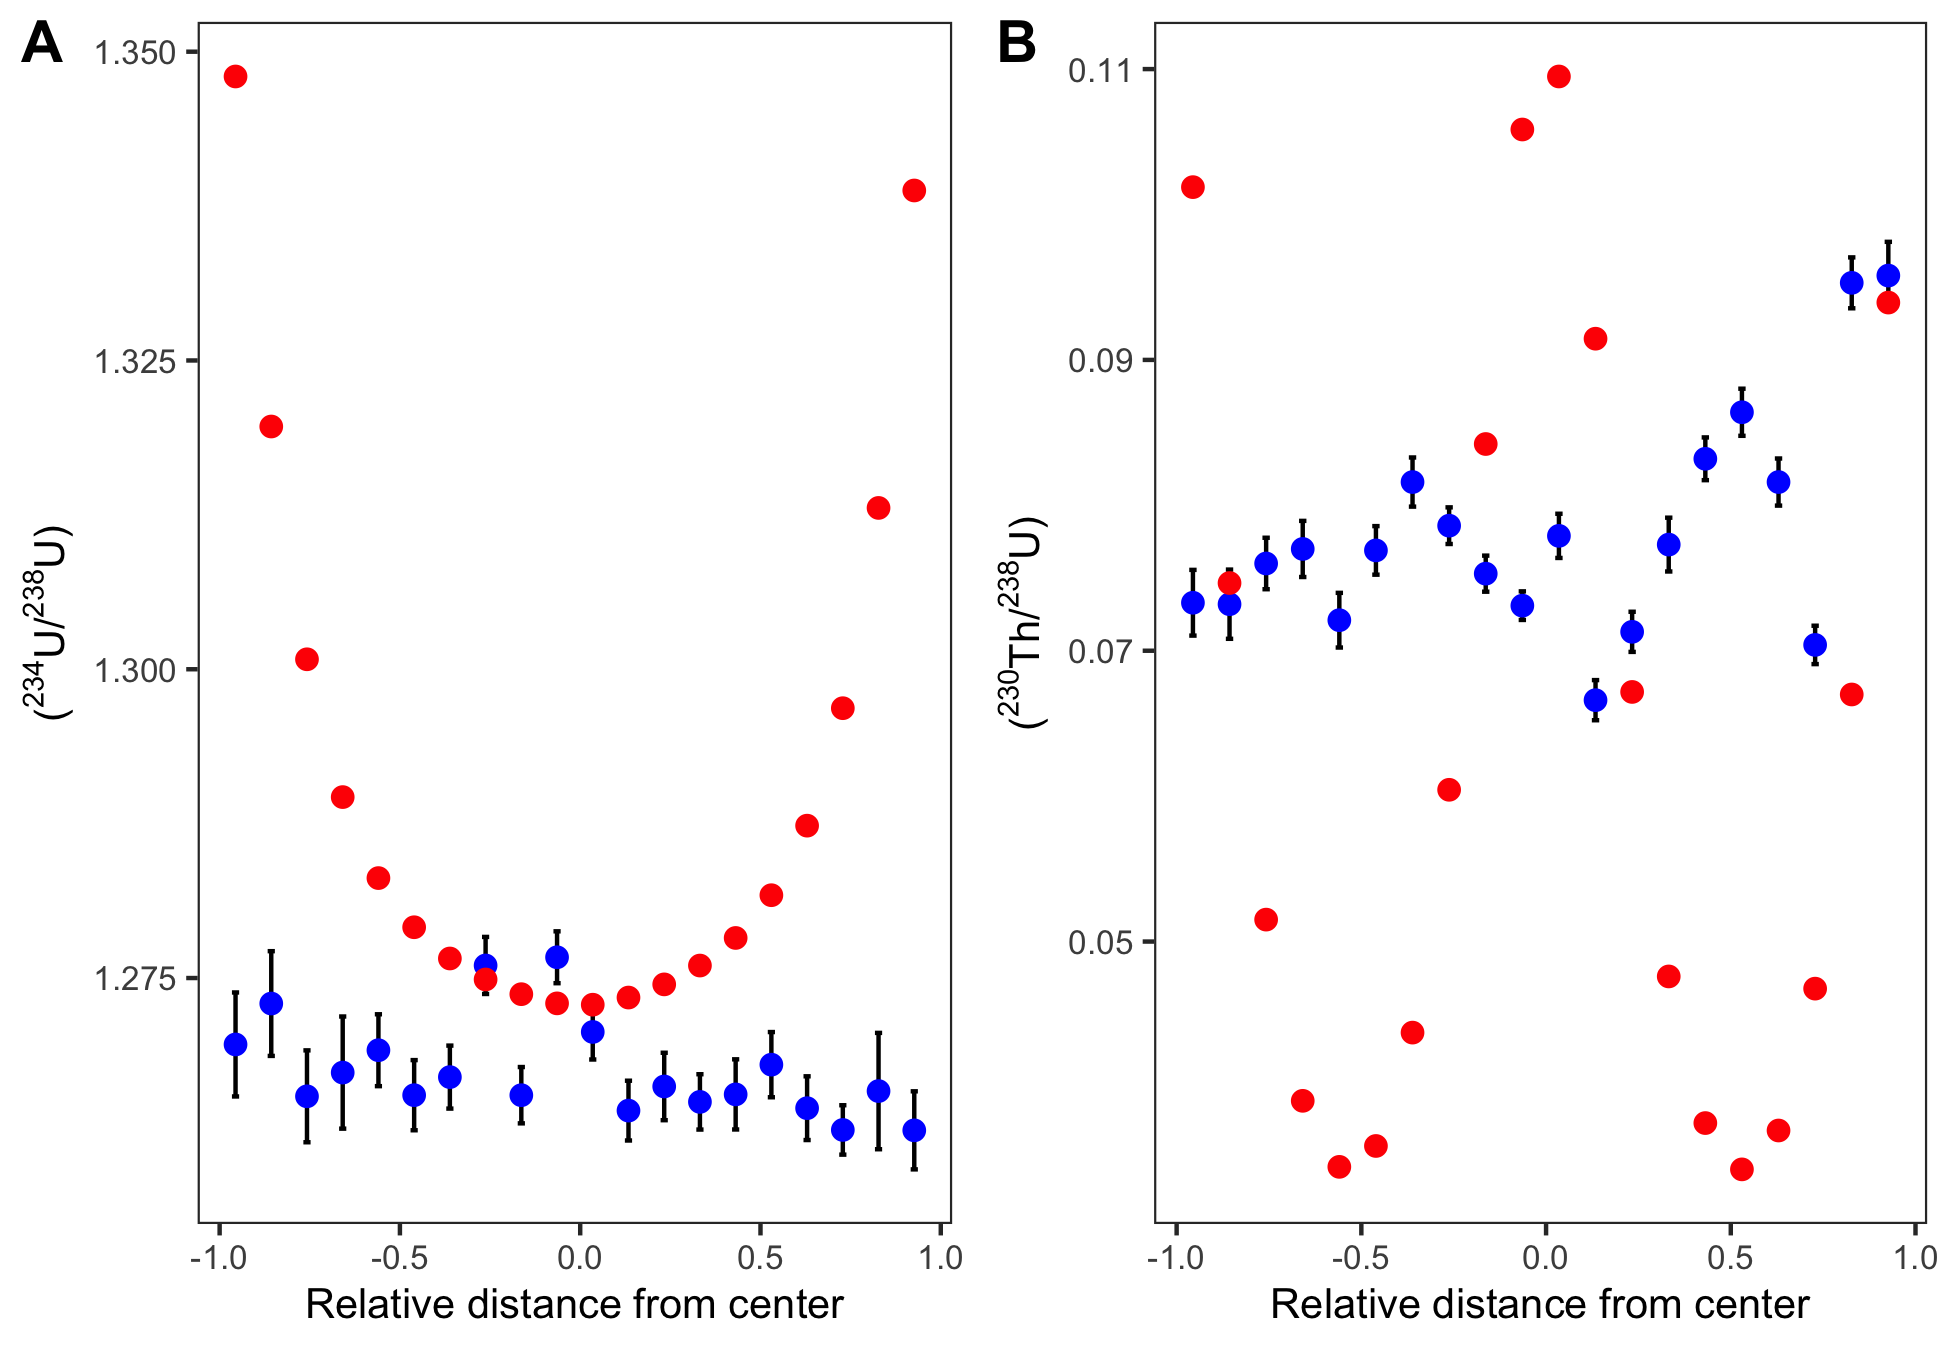 A
1.350
1.325
1.300
1.275
(²³⁴U/²³⁸U)
-1.0 -0.5 0.0 0.5 1.0
Relative distance from center
B
0.11
0.09
0.07
0.05
(²³⁰Th/²³⁸U)
-1.0 -0.5 0.0 0.5 1.0
Relative distance from center